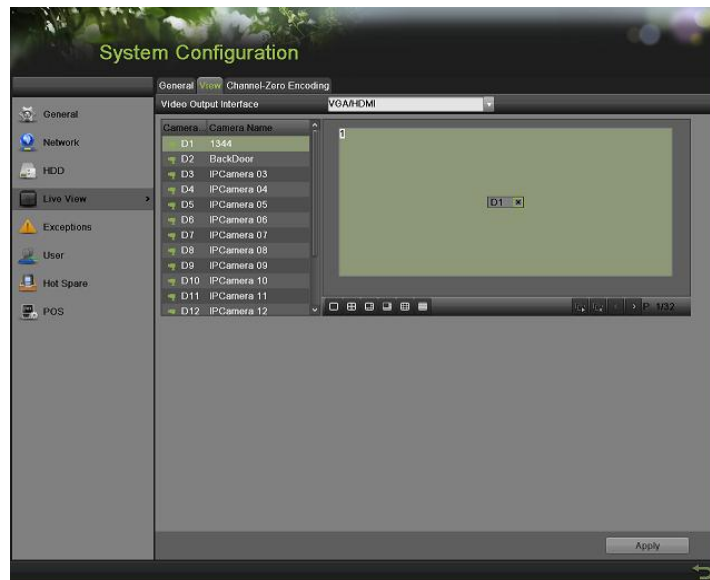 System Configuration
General View Channel-Zero Encoding
Video Output Interface VGA/HDMI
General
Network
HDD
Live View
Exceptions
User
Hot Spare
POS
Camera... Camera Name
D1 1344
D2 BackDoor
D3 IPCamera 03
D4 IPCamera 04
D5 IPCamera 05
D6 IPCamera 06
D7 IPCamera 07
D8 IPCamera 08
D9 IPCamera 09
D10 IPCamera 10
D11 IPCamera 11
D12 IPCamera 12
1
D1
P. 1/32
Apply